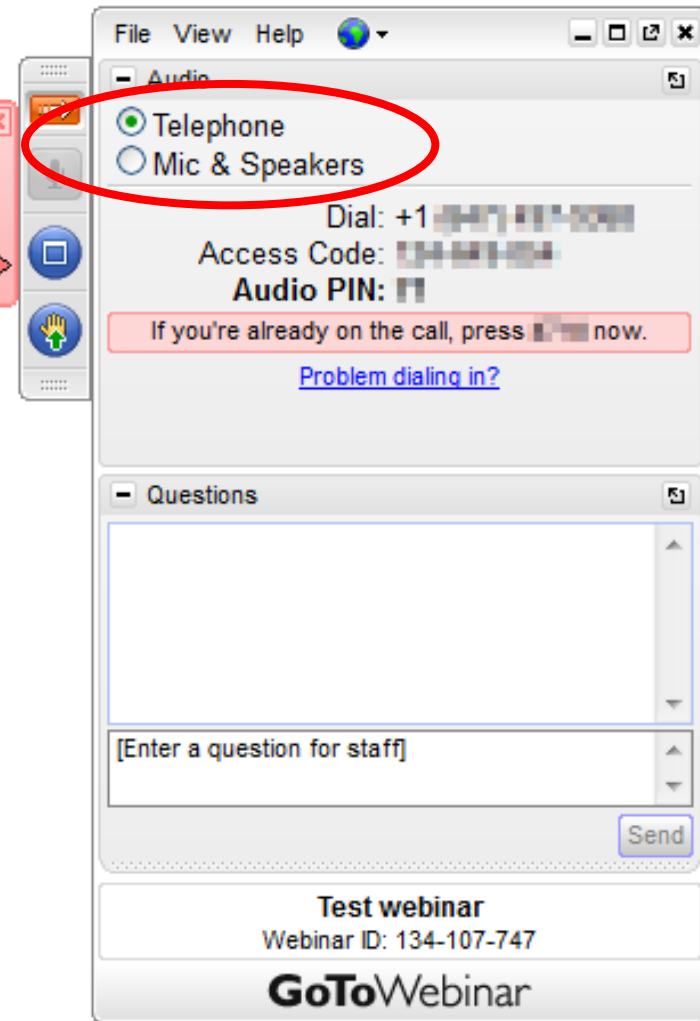 File View Help
Audio
Telephone
Mic & Speakers
Dial: +1
Access Code:
Audio PIN:
If you're already on the call, press now.
Problem dialing in?
Questions
[Enter a question for staff]
Send
Test webinar
Webinar ID: 134-107-747
GoToWebinar